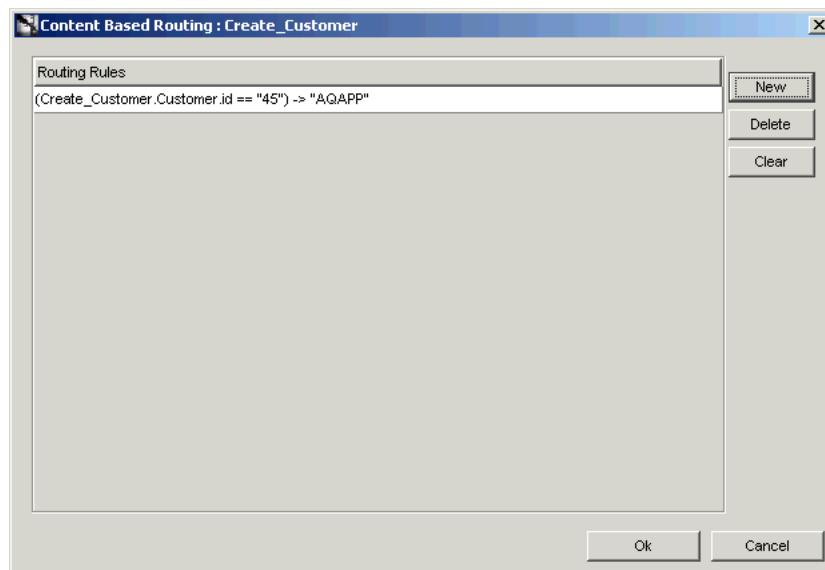 Content Based Routing : Create_Customer
Routing Rules
(Create_Customer.Customer.id == "45") -> "AQAPP"
New
Delete
Clear
Ok
Cancel